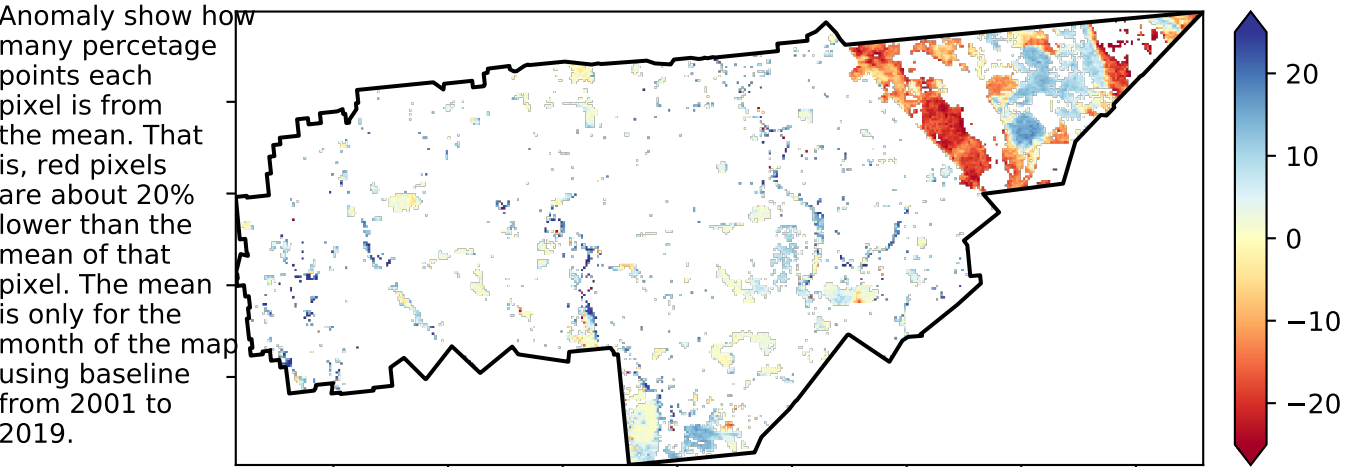 Anomaly show how
many percetage
points each
pixel is from
the mean. That
is, red pixels
are about 20%
lower than the
mean of that
pixel. The mean
is only for the
month of the map
using baseline
from 2001 to
2019.
20
10
0
−10
−20